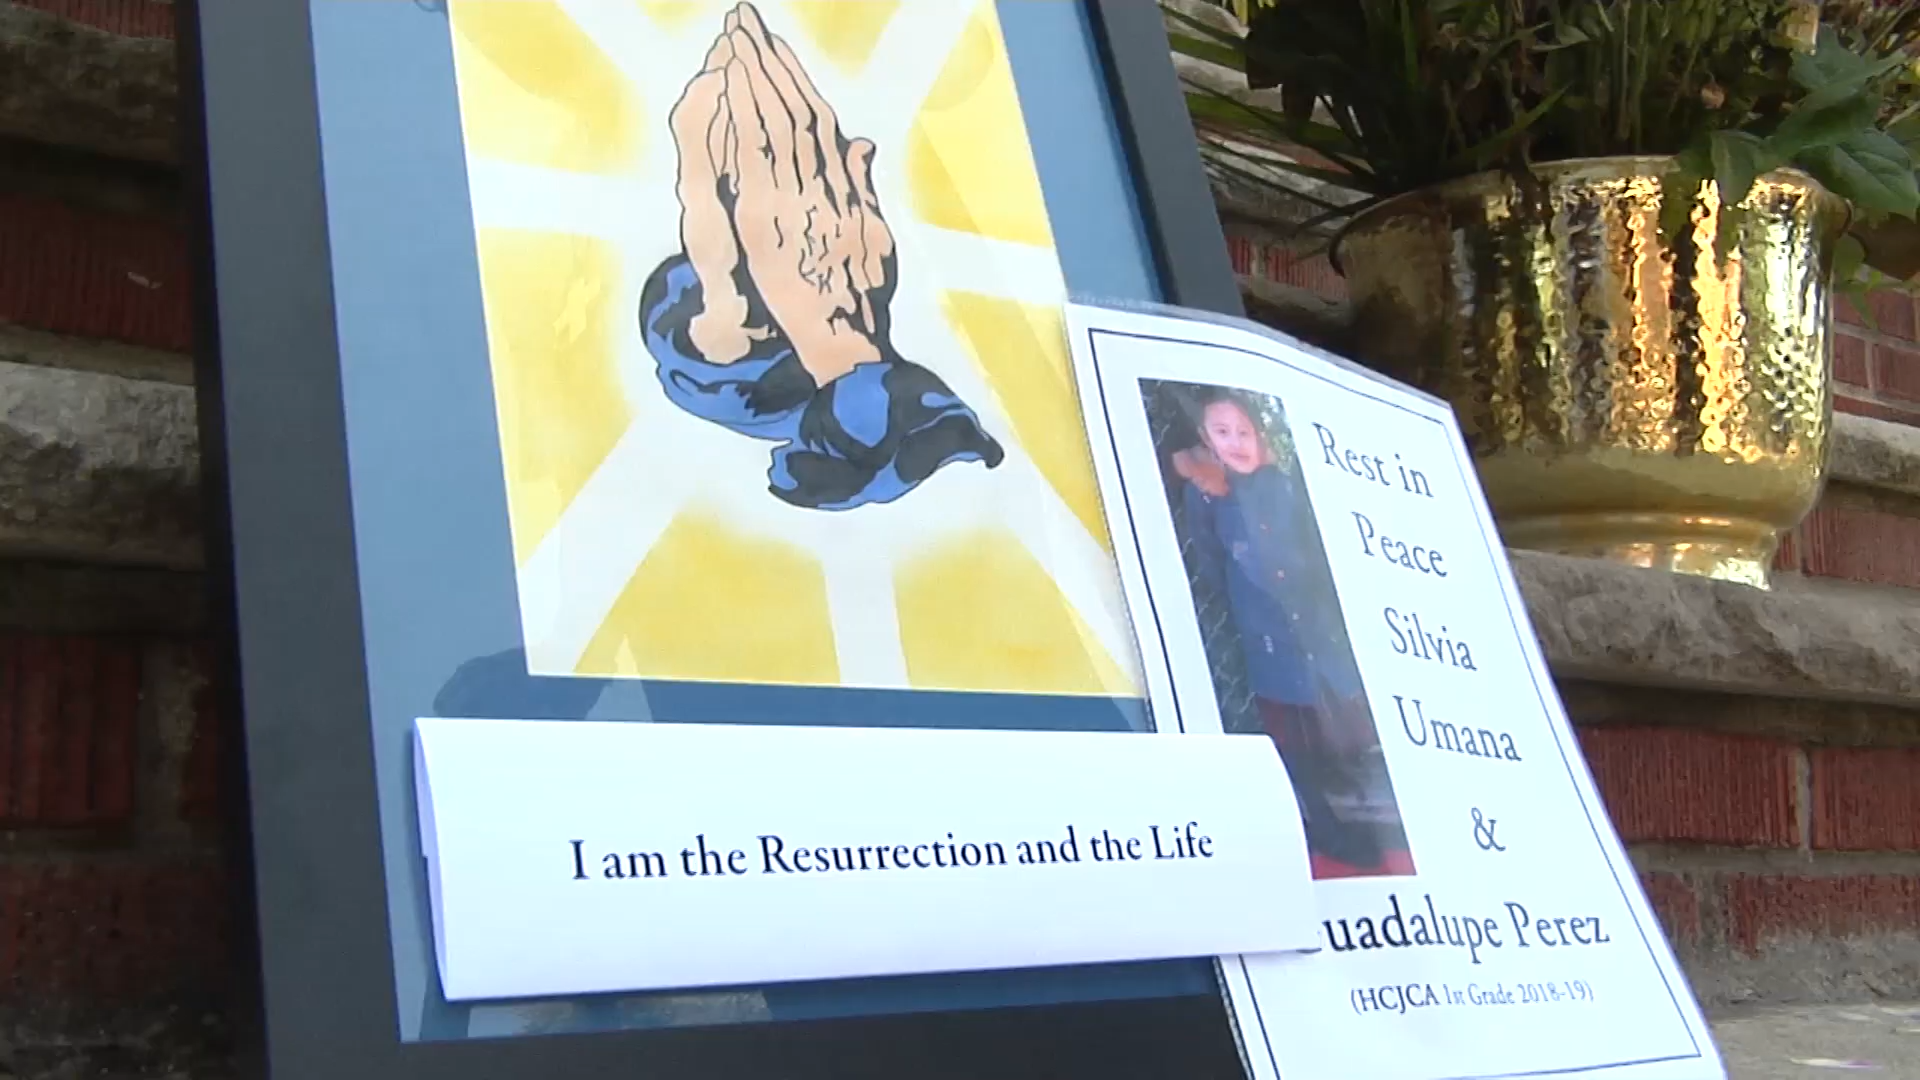 I am the Resurrection and the Life
Rest in
Peace
Silvia
Umana
&
uadalupe Perez
(HCJCA 1st Grade 2018-19)